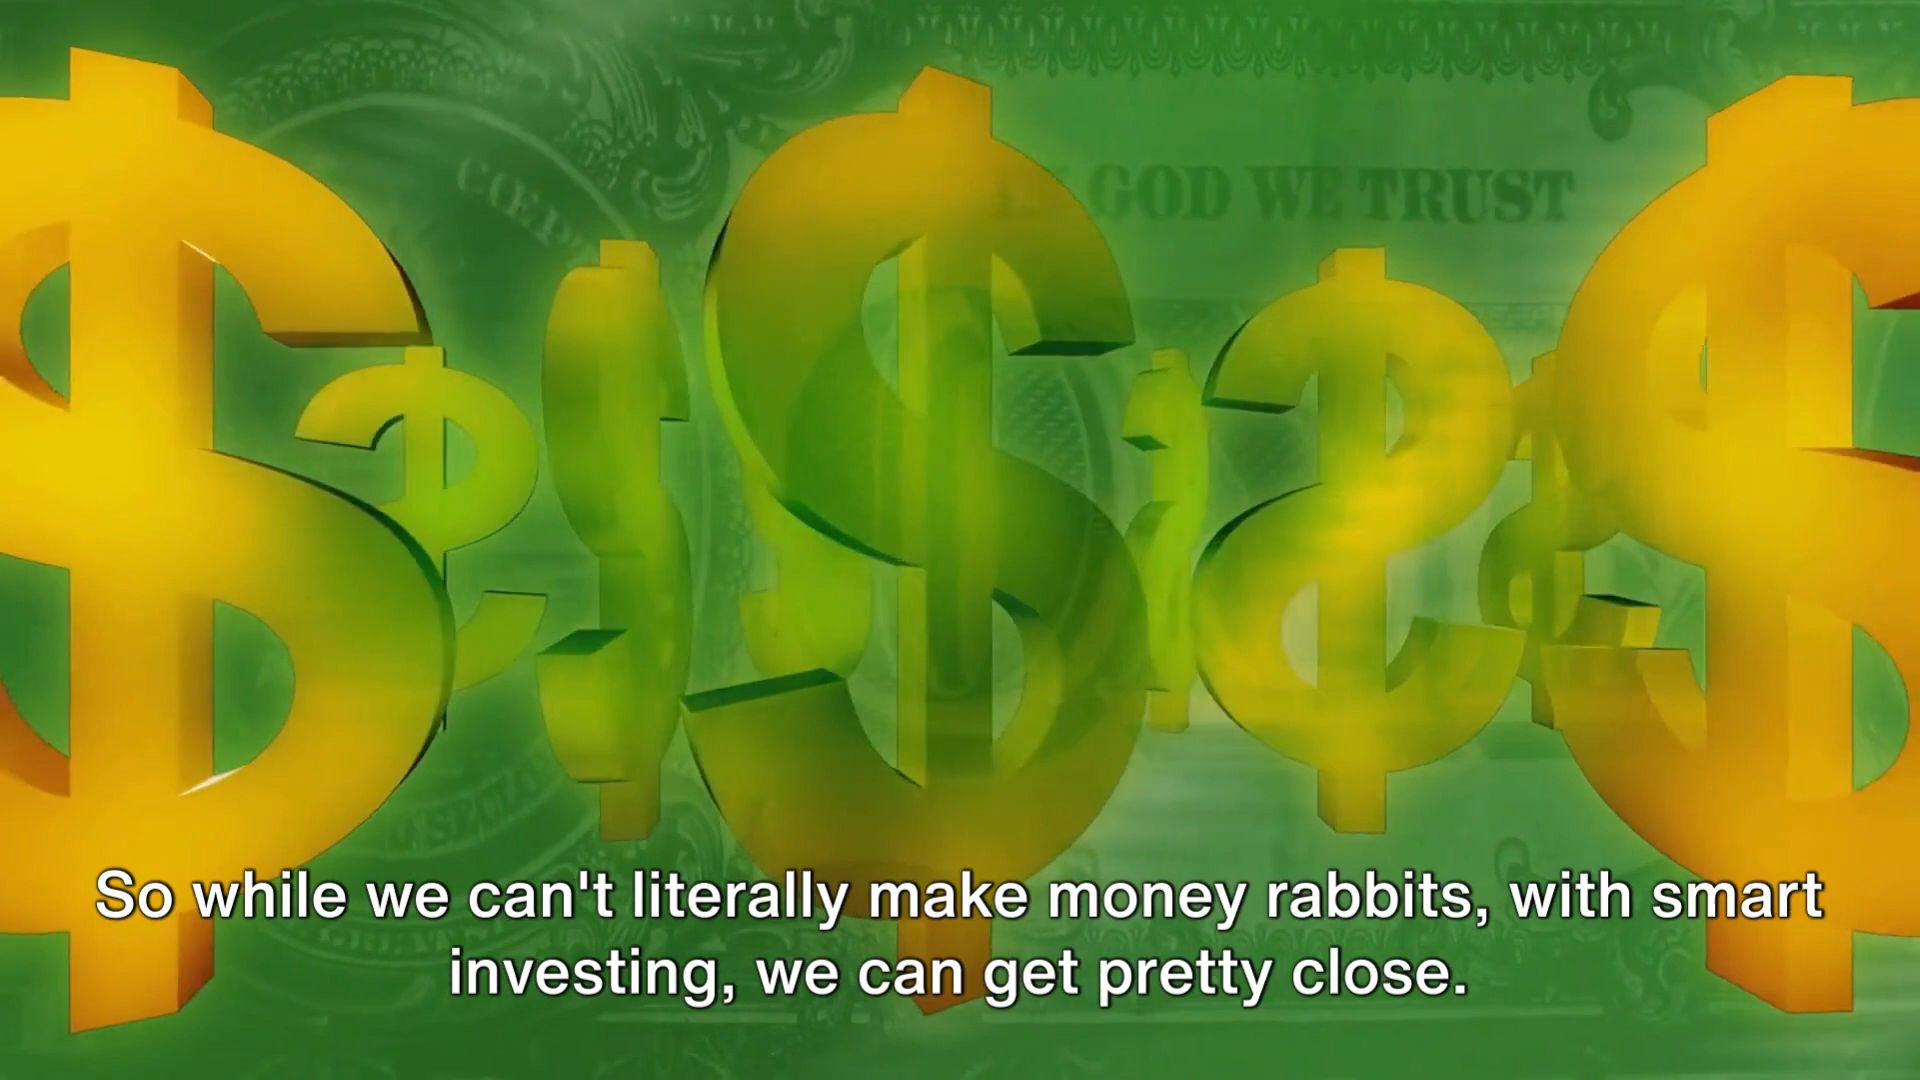 GOD WE TRUST
So while we can't literally make money rabbits, with smart
investing, we can get pretty close.